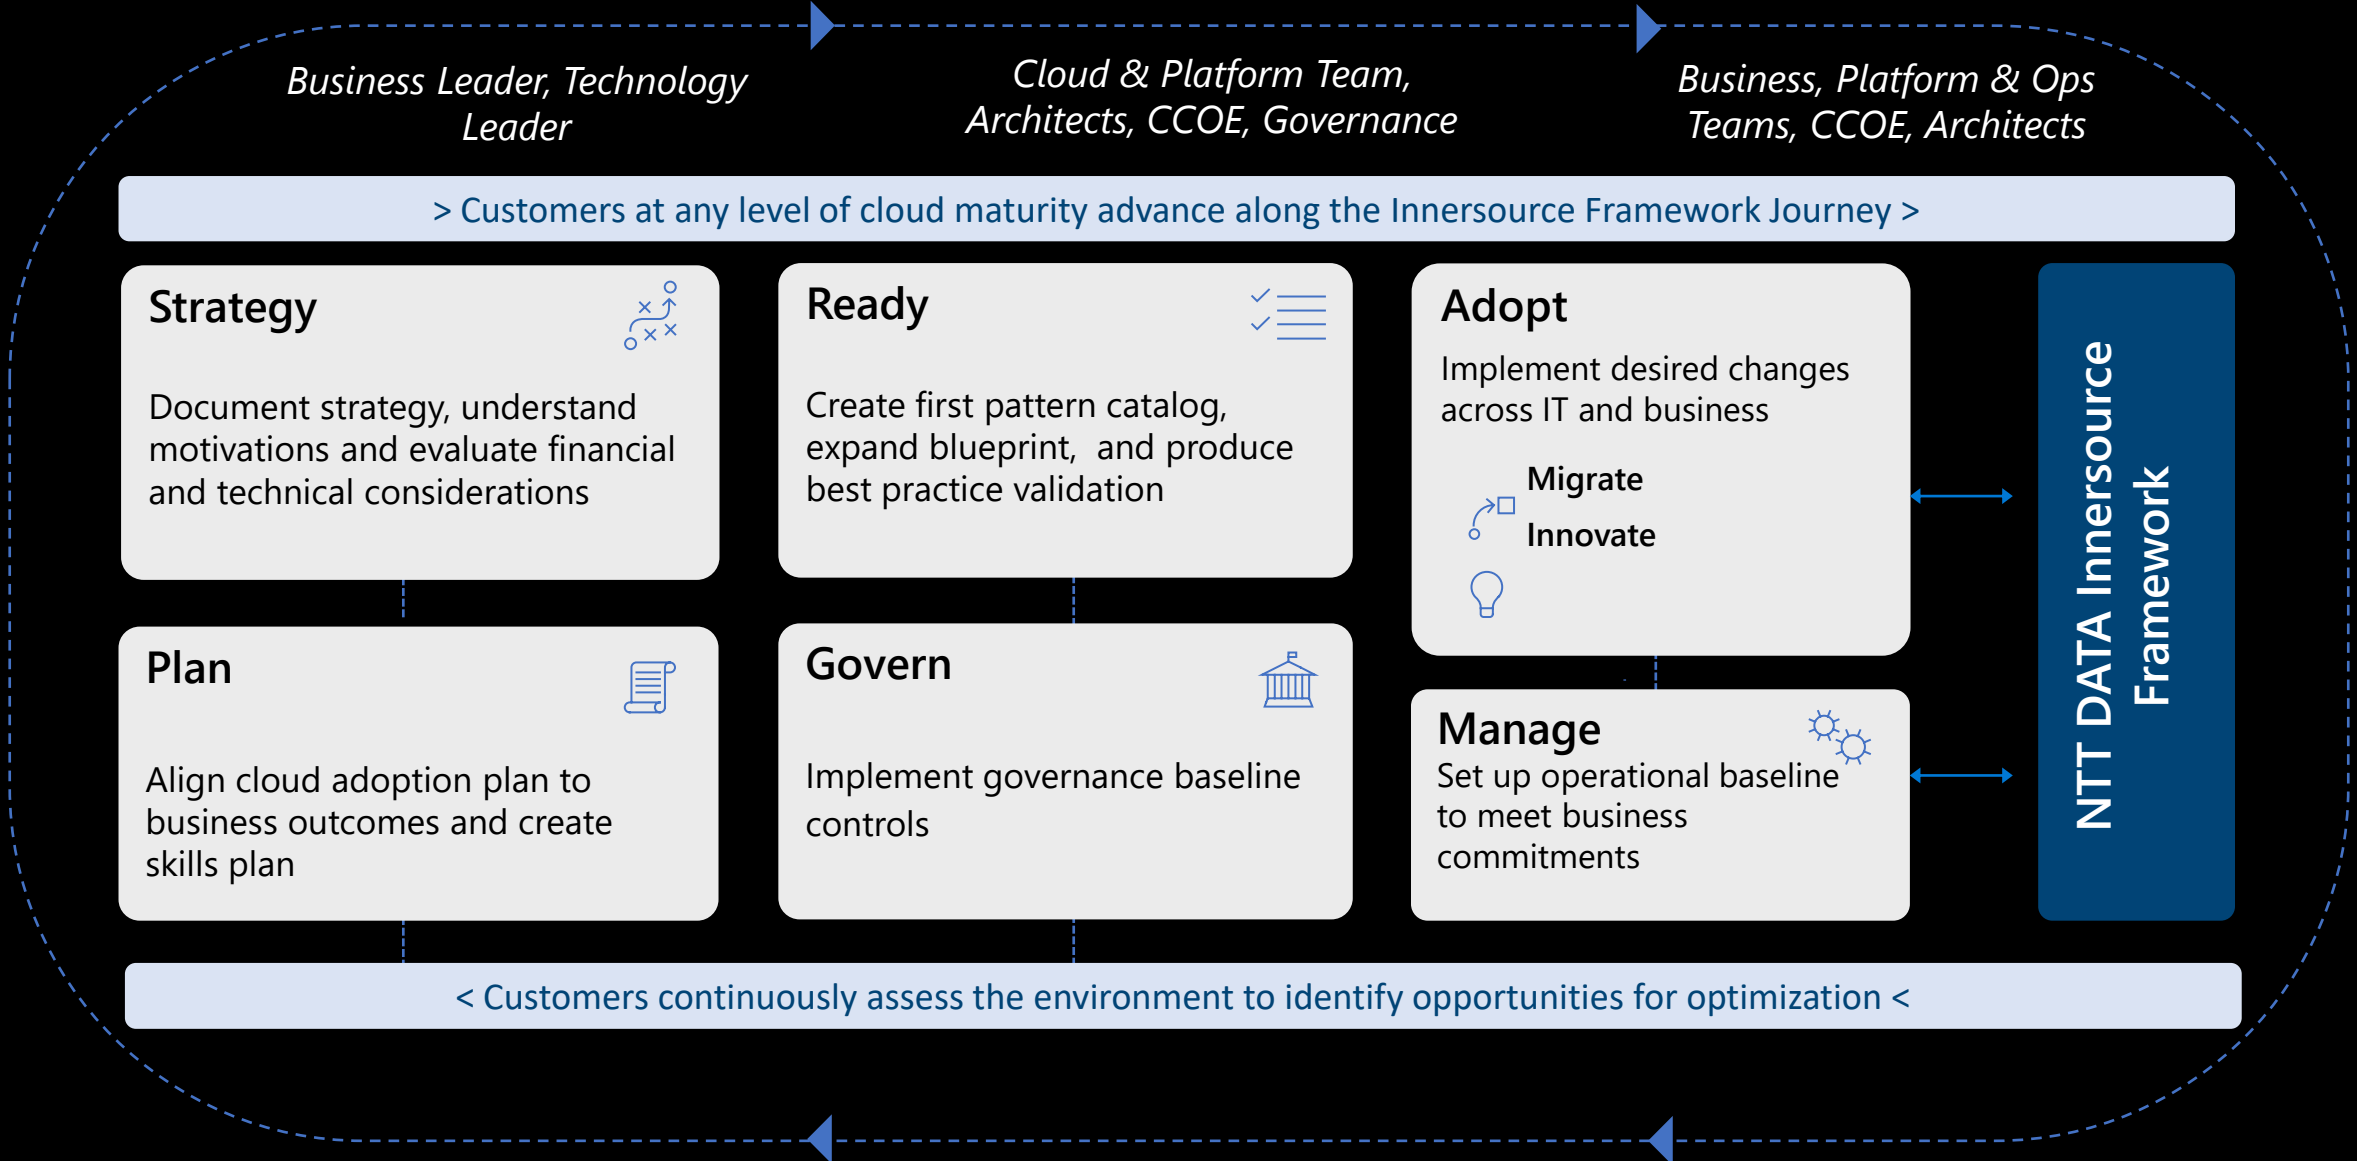 Business Leader, Technology
Leader
Cloud & Platform Team,
Architects, CCOE, Governance
Business, Platform & Ops
Teams, CCOE, Architects
> Customers at any level of cloud maturity advance along the Innersource Framework Journey >
Strategy
Document strategy, understand
motivations and evaluate financial
and technical considerations
Ready
Create first pattern catalog,
expand blueprint,  and produce
best practice validation
Adopt
Implement desired changes
across IT and business
Migrate
Innovate
Plan
Align cloud adoption plan to
business outcomes and create
skills plan
Govern
Implement governance baseline
controls
Manage
Set up operational baseline
to meet business
commitments
NTT DATA Innersource
Framework
< Customers continuously assess the environment to identify opportunities for optimization <